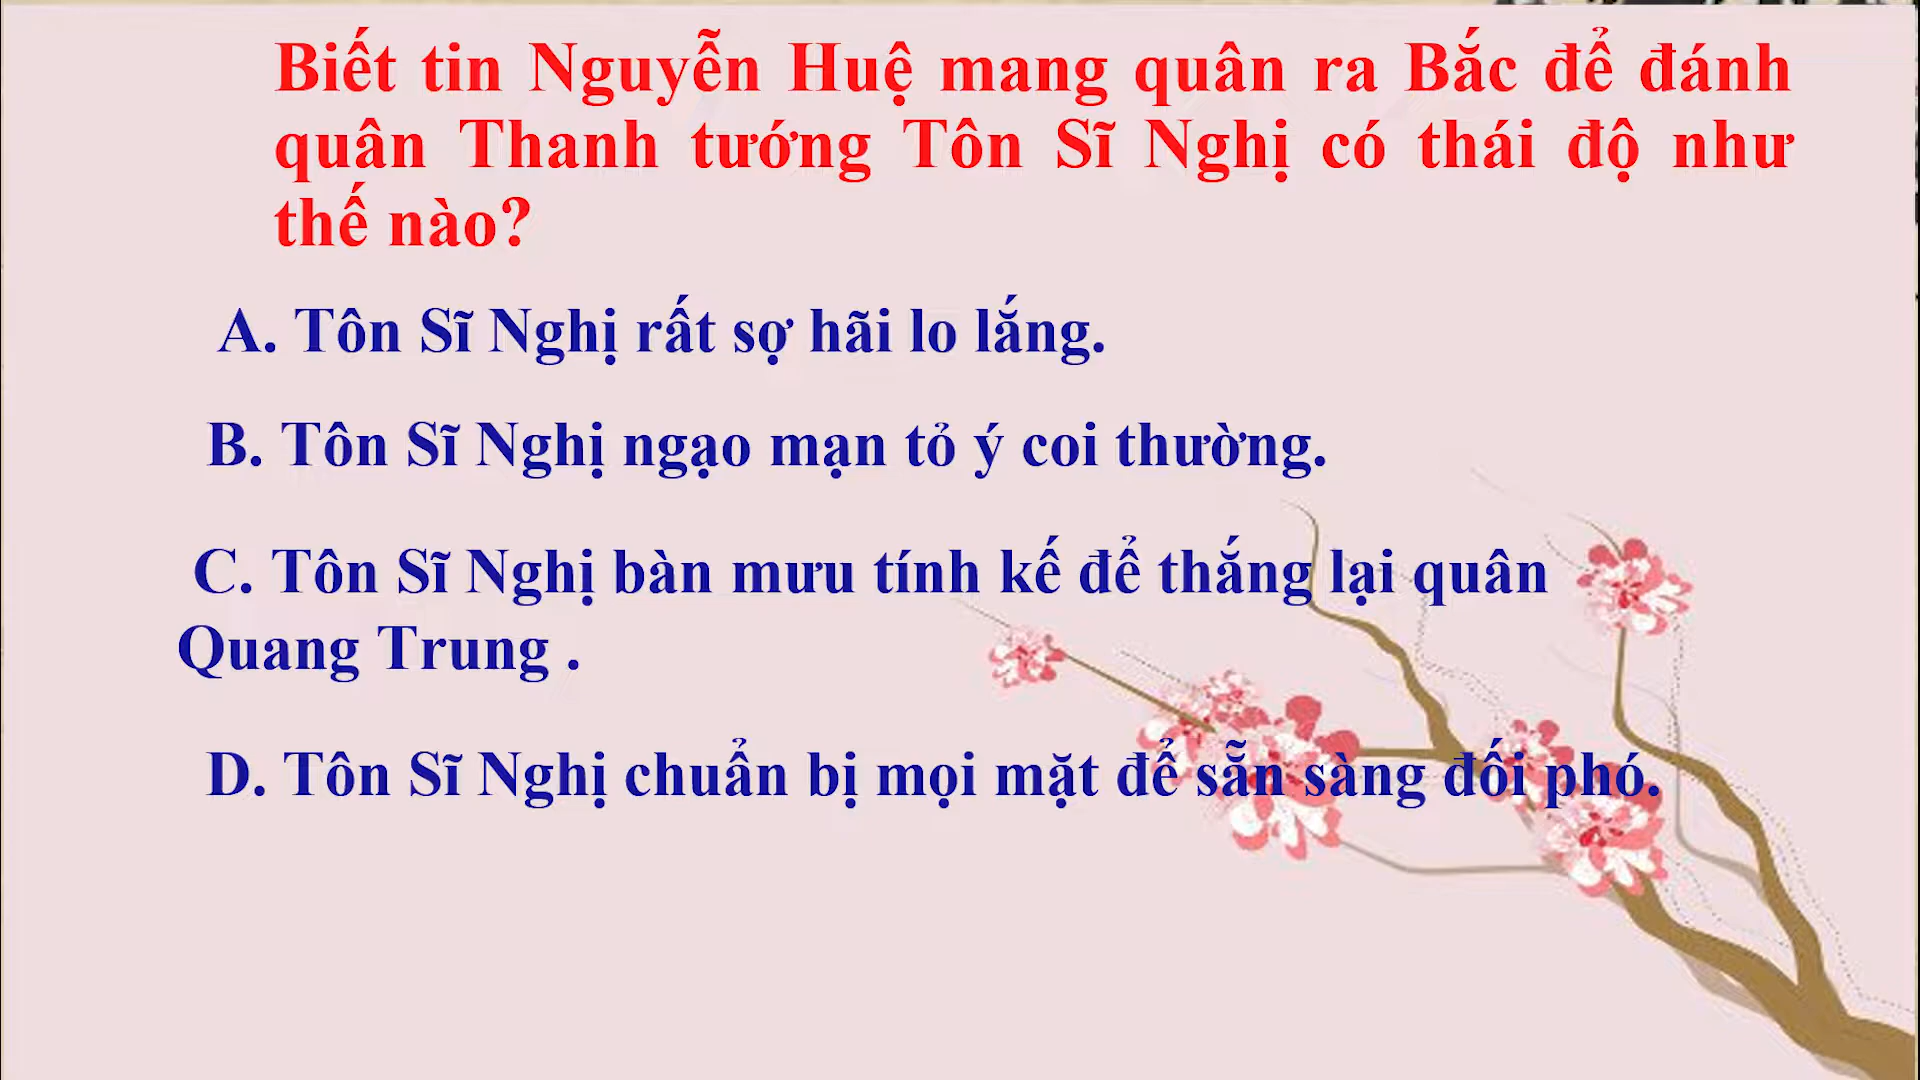 Biết tin Nguyễn Huệ mang quân ra Bắc để đánh
quân Thanh tướng Tôn Sĩ Nghị có thái độ như
thế nào?
A. Tôn Sĩ Nghị rất sợ hãi lo lắng.
B. Tôn Sĩ Nghị ngạo mạn tỏ ý coi thường.
C. Tôn Sĩ Nghị bàn mưu tính kế để thắng lại quân
Quang Trung .
D. Tôn Sĩ Nghị chuẩn bị mọi mặt để sẵn sàng đối phó.